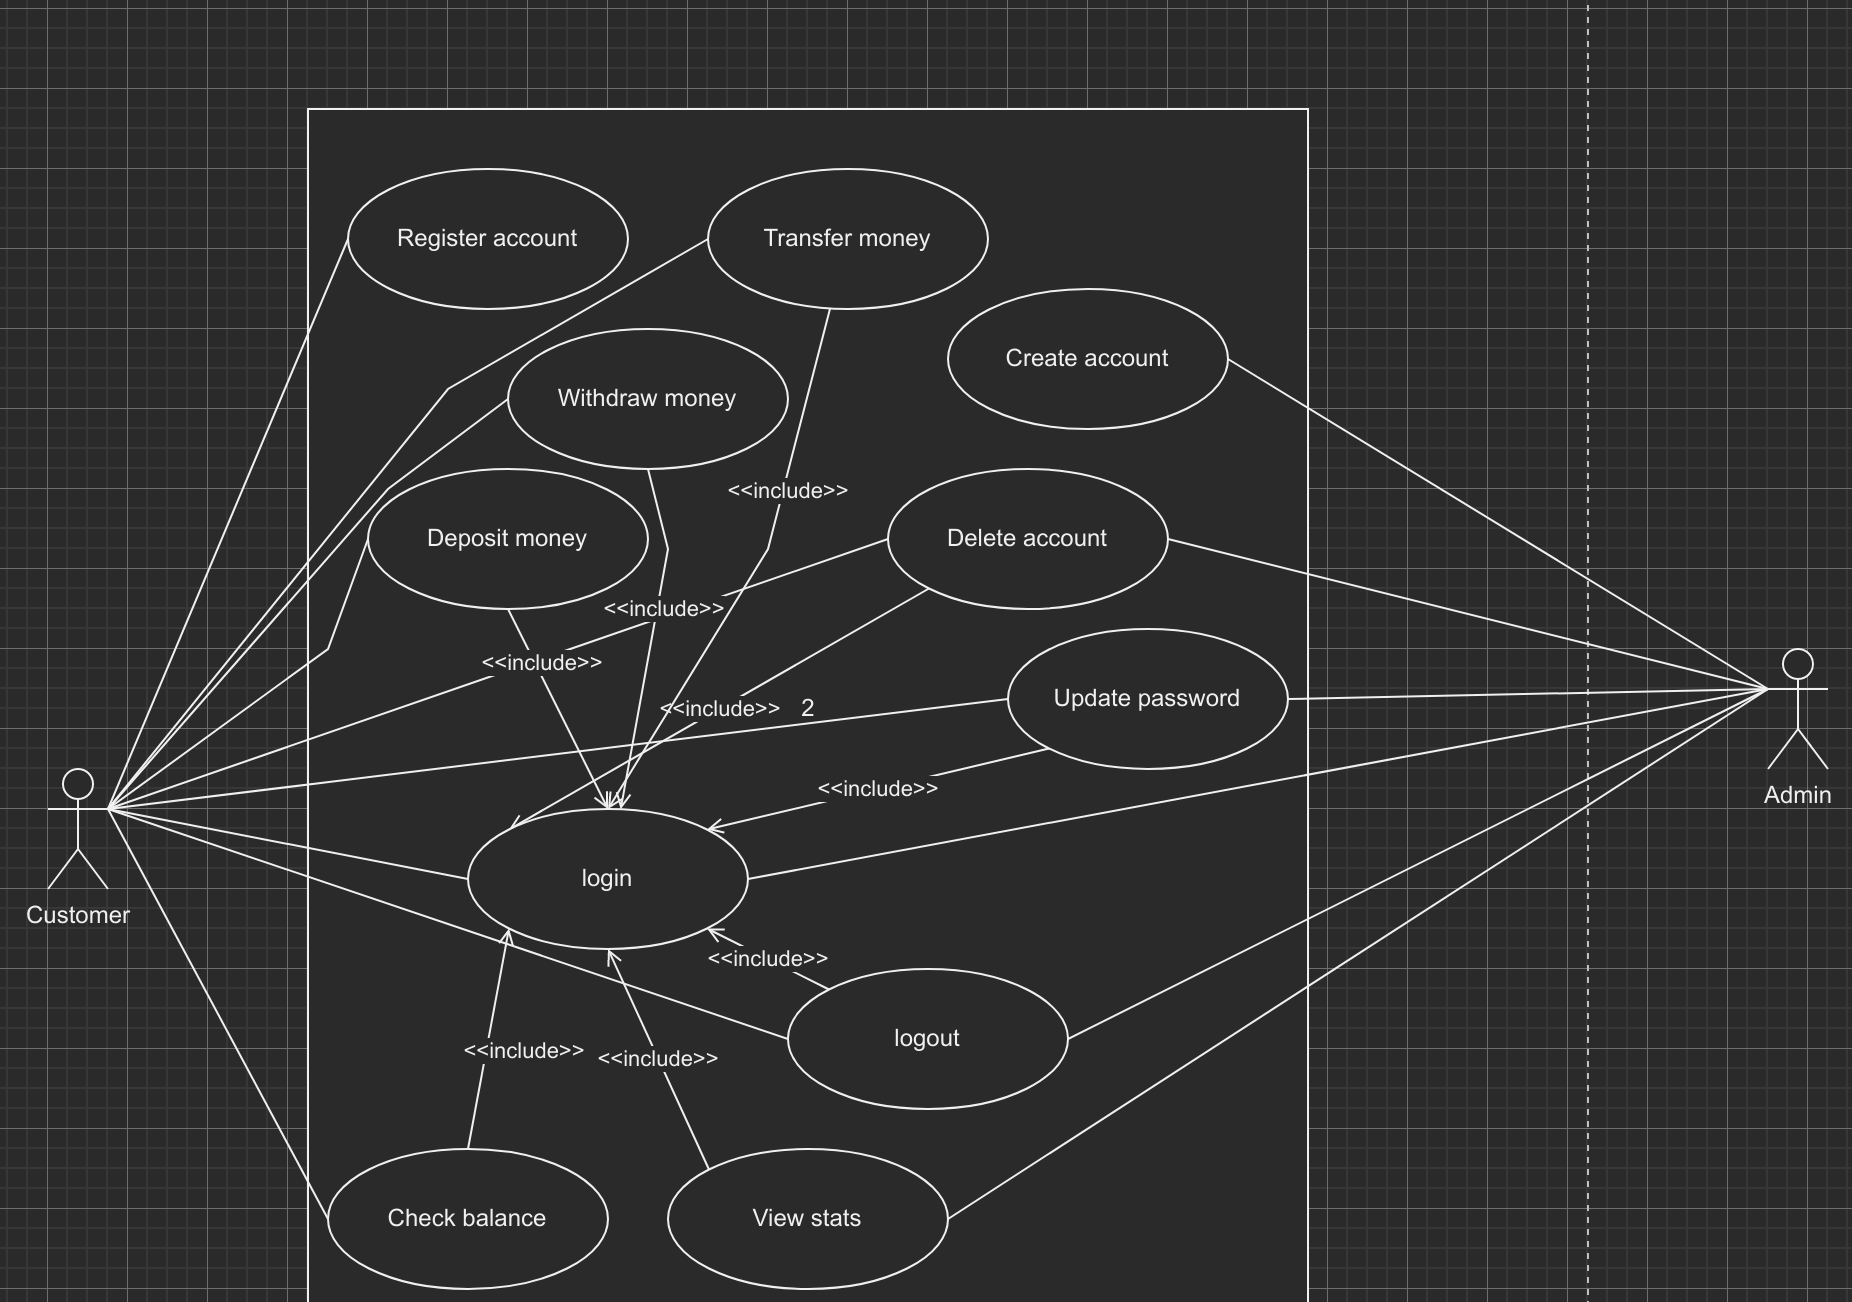 Register account
Transfer money
Create account
Withdraw money
<<include>>
Deposit money
Delete account
<<include>>
<<include>>
Update password
<<include>>
2
<<include>>
Admin
login
Customer
<<include>>
logout
<<include>>
<<include>>
Check balance
View stats